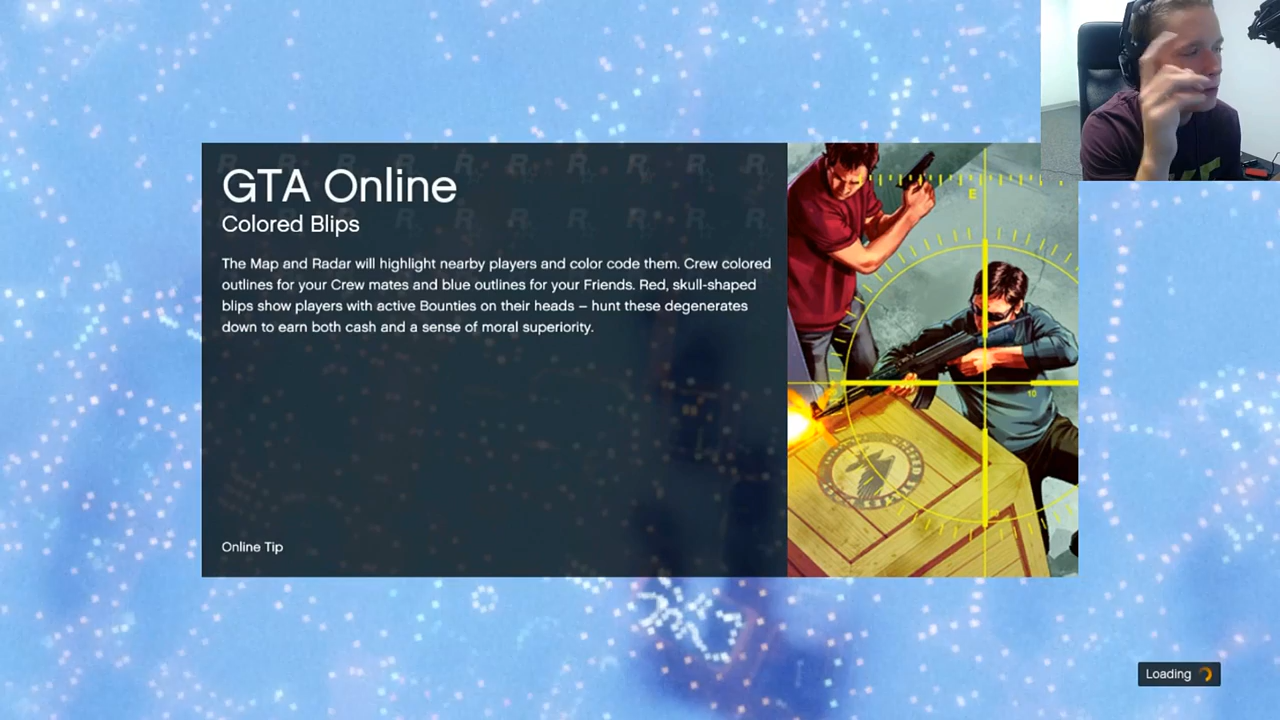 GTA Online
Colored Blips
The Map and Radar will highlight nearby players and color code them. Crew colored
outlines for your Crew mates and blue outlines for your Friends. Red, skull-shaped
blips show players with active Bounties on their heads – hunt these degenerates
down to earn both cash and a sense of moral superiority.
E
10
Online Tip
Loading